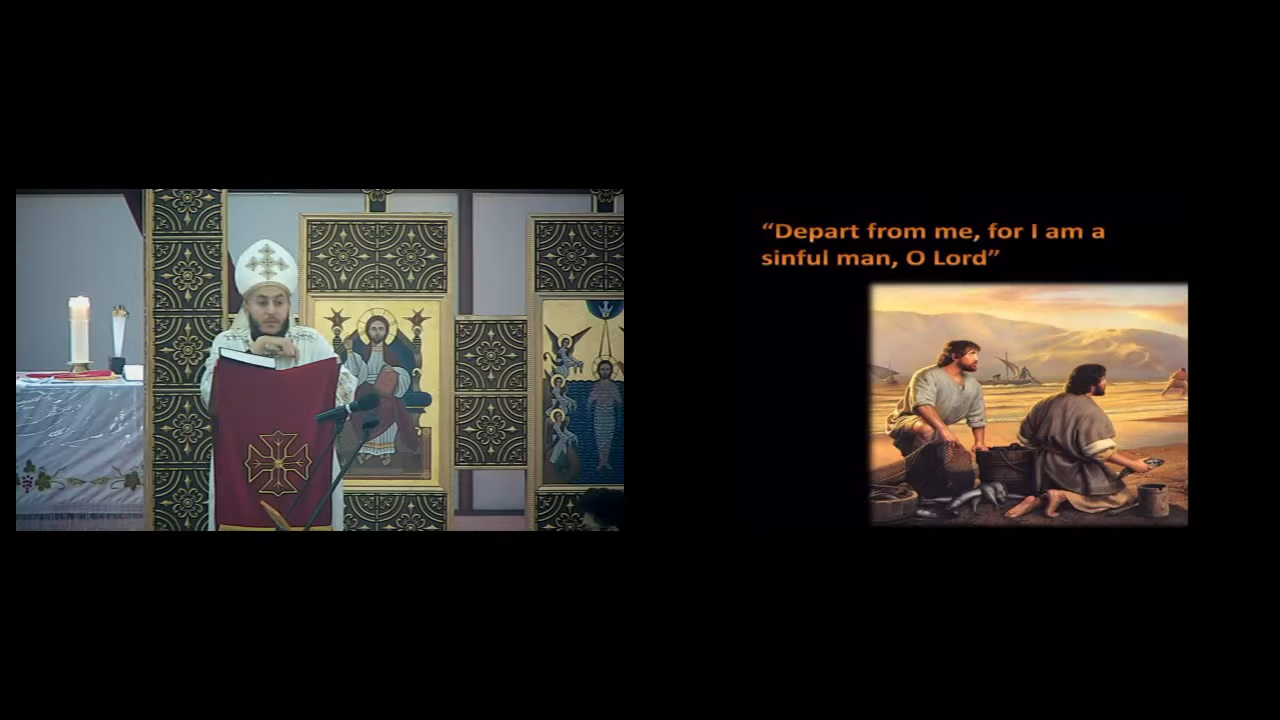 “Depart from me, for I am a
sinful man, O Lord”